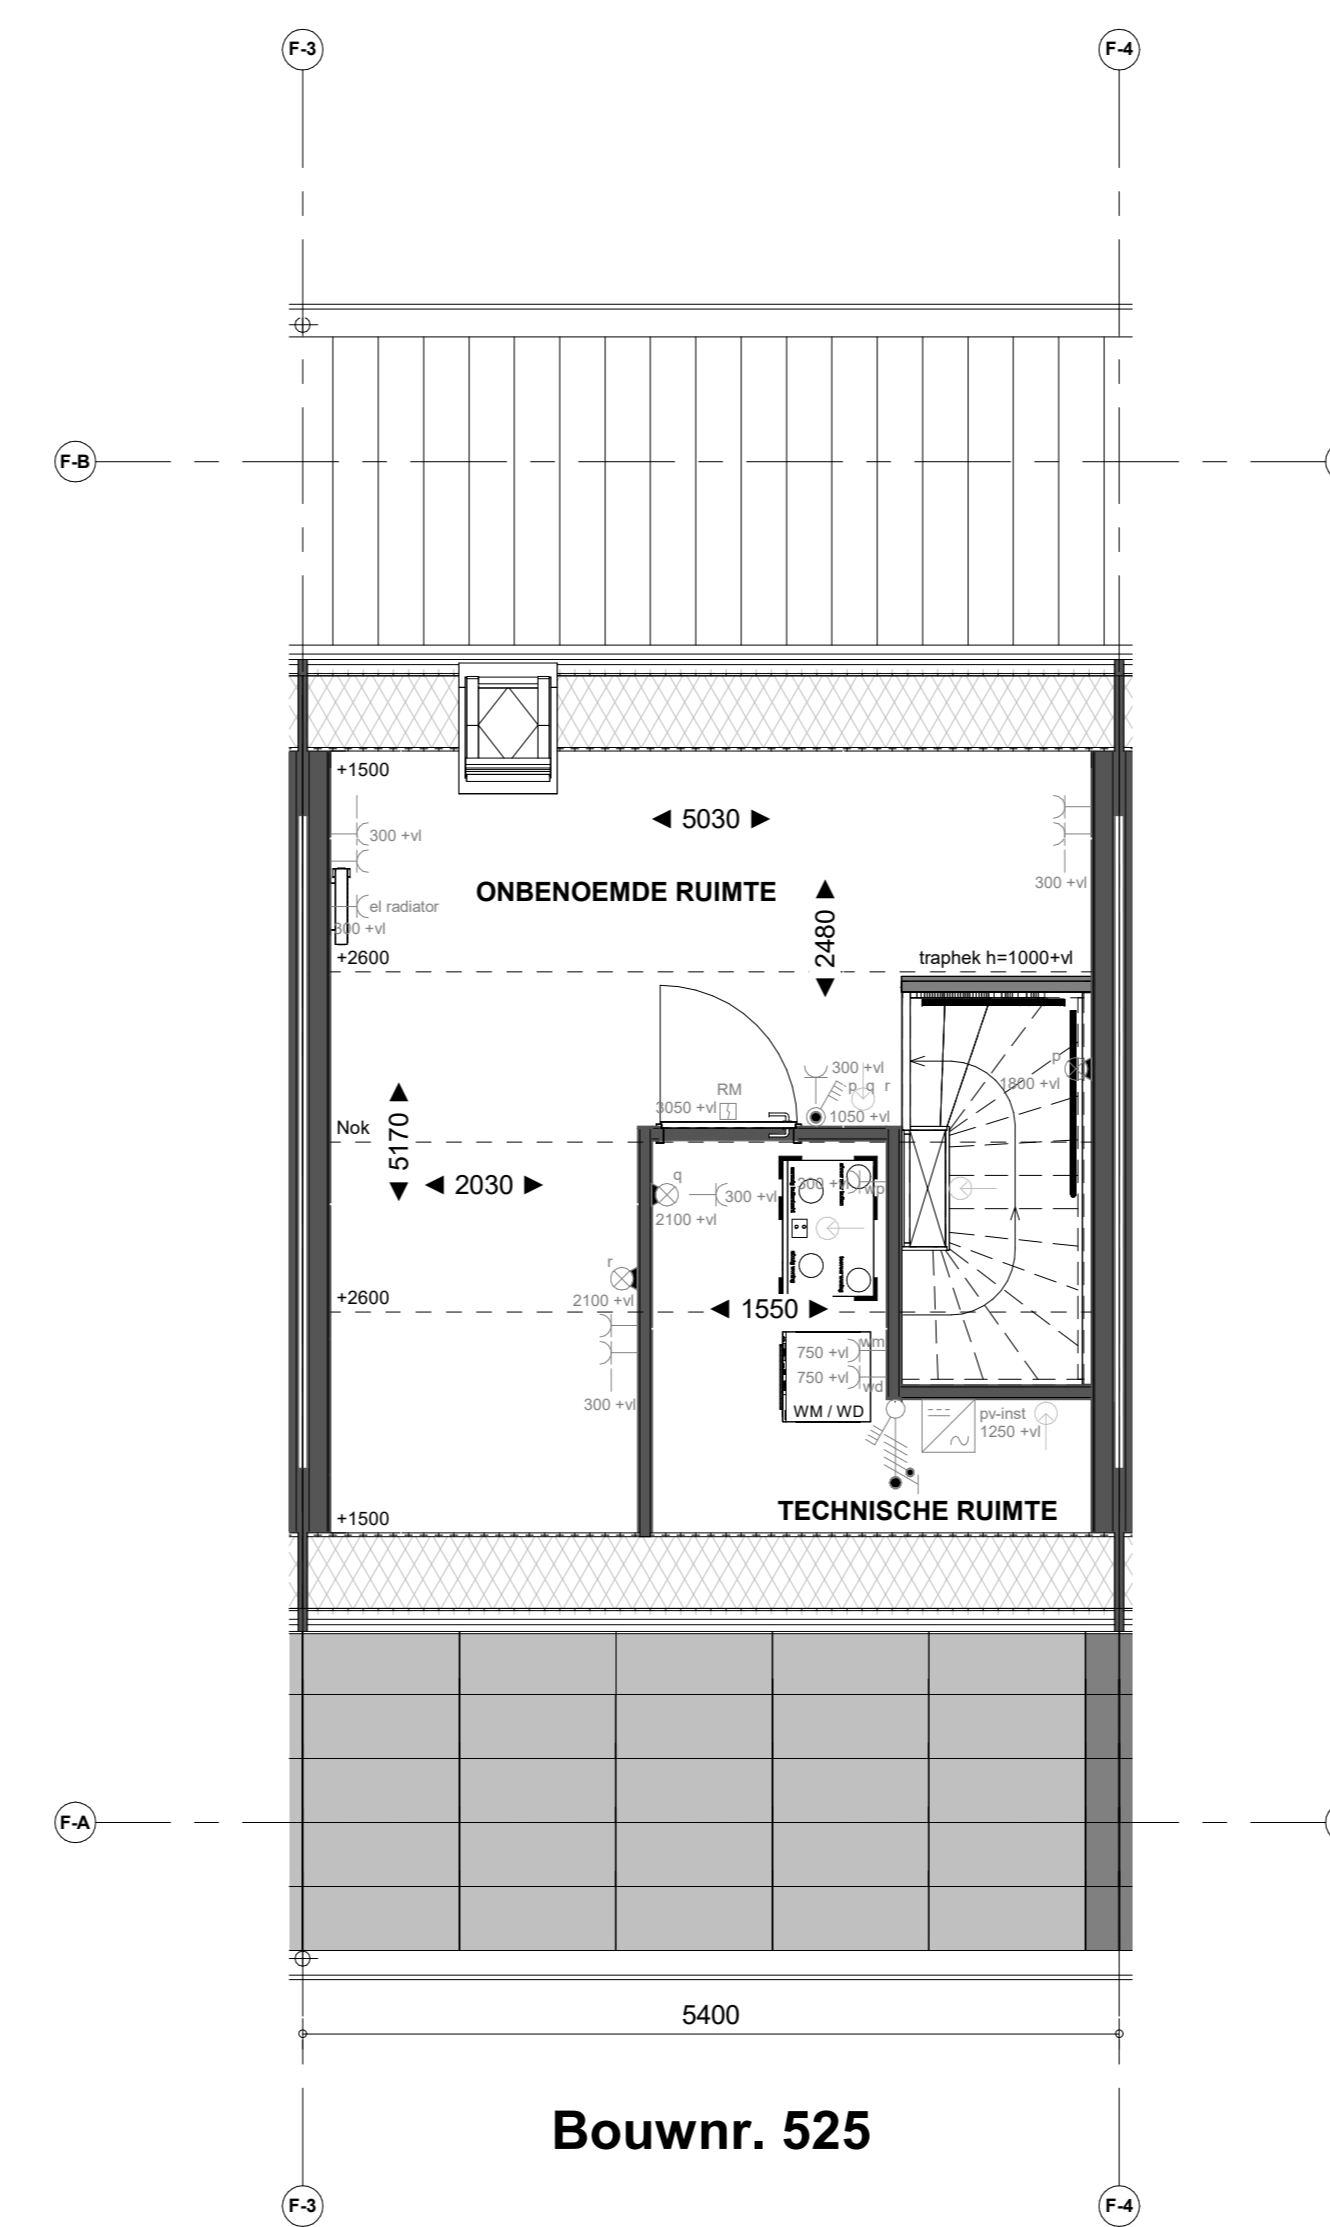 F-3
F-4
F-B
+1500
5030
300 +vl
300 +vl
ONBENOEMDE RUIMTE
el radiator
300 +vl
2480
+2600
traphek h=1000+vl
p
1800 +vl
300 +vl
p q r
RM
3050 +vl
1050 +vl
Nok
5170
2030
q
300 +vl
2100 +vl
300 +vl
wp
r
2100 +vl
+2600
1550
wm
750 +vl
750 +vl
wd
300 +vl
WM / WD
pv-inst
1250 +vl
+1500
TECHNISCHE RUIMTE
F-A
5400
Bouwnr. 525
F-3
F-4